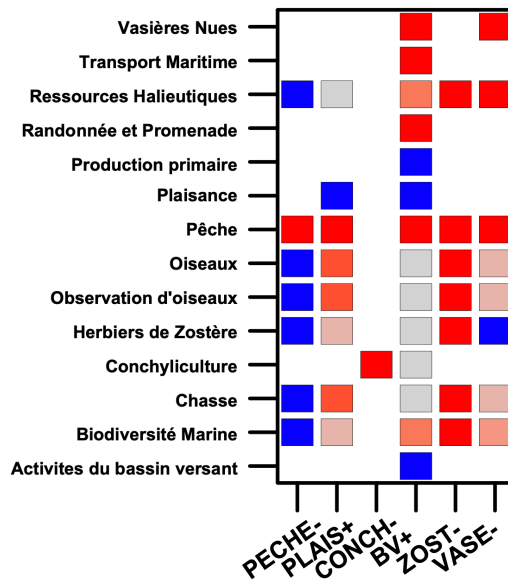 Vasières Nues
Transport Maritime
Ressources Halieutiques
Randonnée et Promenade
Production primaire
Plaisance
Pêche
Oiseaux
Observation d'oiseaux
Herbiers de Zostère
Conchyliculture
Chasse
Biodiversité Marine
Activites du bassin versant
PECHE-
PLAIS+
CONCH-
BV+
ZOST-
VASE-